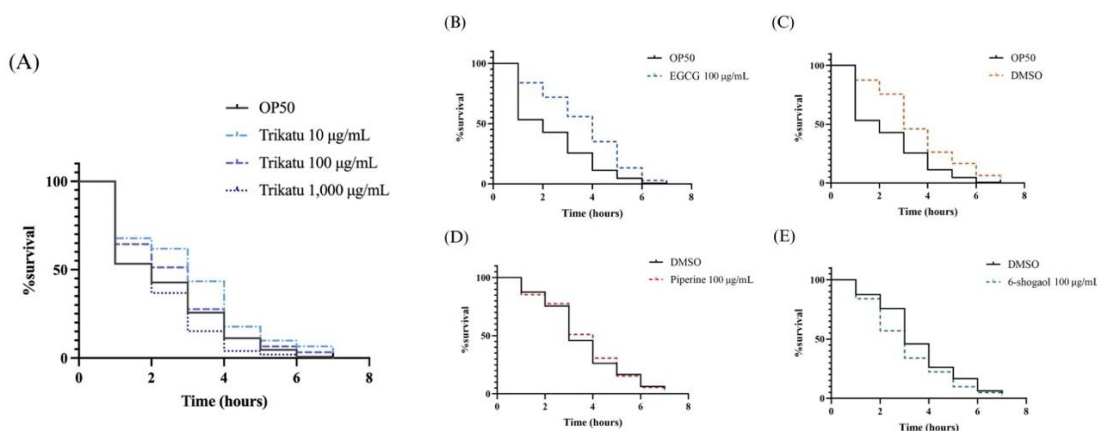 (A)
OP50
Trikatu 10 μg/mL
Trikatu 100 μg/mL
Trikatu 1,000 μg/mL
100
50
0
%survival
0 2 4 6 8
Time (hours)
(B)
OP50
EGCG 100 μg/mL
100
50
0
%survival
0 2 4 6 8
Time (hours)
(C)
OP50
DMSO
100
50
0
%survival
0 2 4 6 8
Time (hours)
(D)
DMSO
Piperine 100 μg/mL
100
50
0
%survival
0 2 4 6 8
Time (hours)
(E)
DMSO
6-shogaol 100 μg/mL
100
50
0
%survival
0 2 4 6 8
Time (hours)